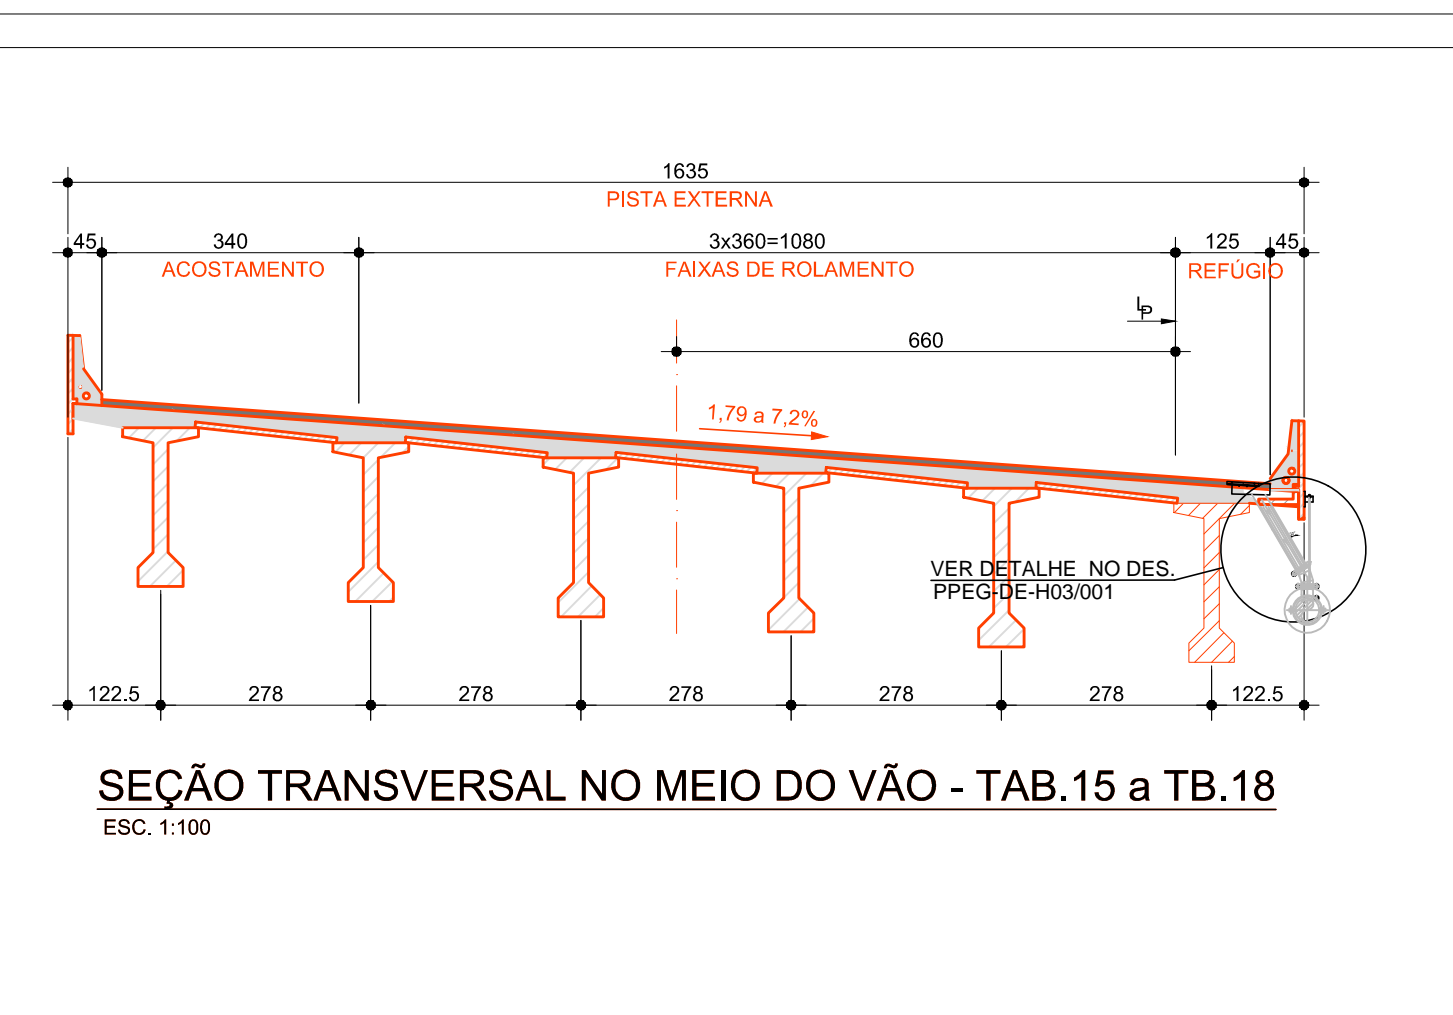 1635
PISTA EXTERNA
45 340 3x360=1080 125 45
ACOSTAMENTO FAIXAS DE ROLAMENTO REFÚGIO
LP
660
1,79 a 7,2%
VER DETALHE NO DES.
PPEG-DE-H03/001
122.5 278 278 278 278 278 122.5
SEÇÃO TRANSVERSAL NO MEIO DO VÃO - TAB.15 a TB.18
ESC. 1:100